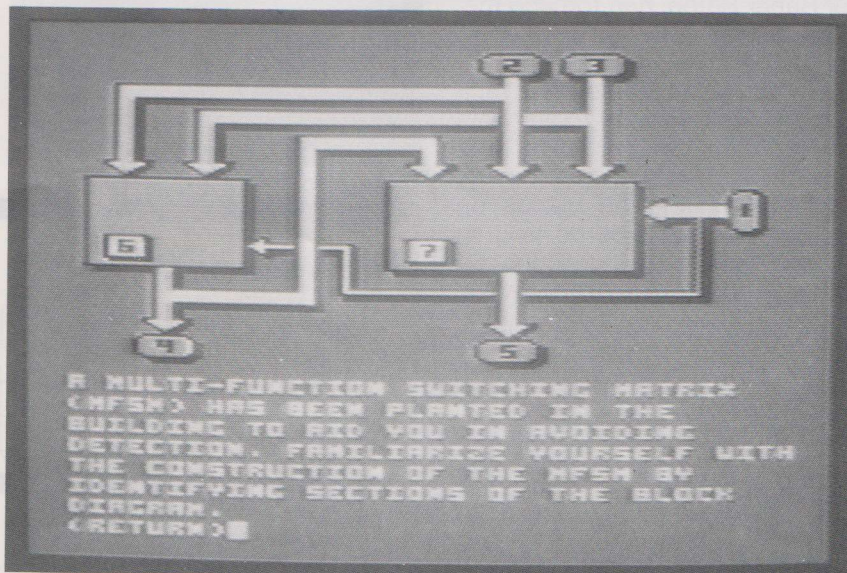 2 3
1
6 7
4 5
A MULTI-FUNCTION SWITCHING MATRIX
(MFSM) HAS BEEN PLANTED IN THE
BUILDING TO AID YOU IN AVOIDING
DETECTION. FAMILIARIZE YOURSELF WITH
THE CONSTRUCTION OF THE MFSM BY
IDENTIFYING SECTIONS OF THE BLOCK
DIAGRAM.
(RETURN)